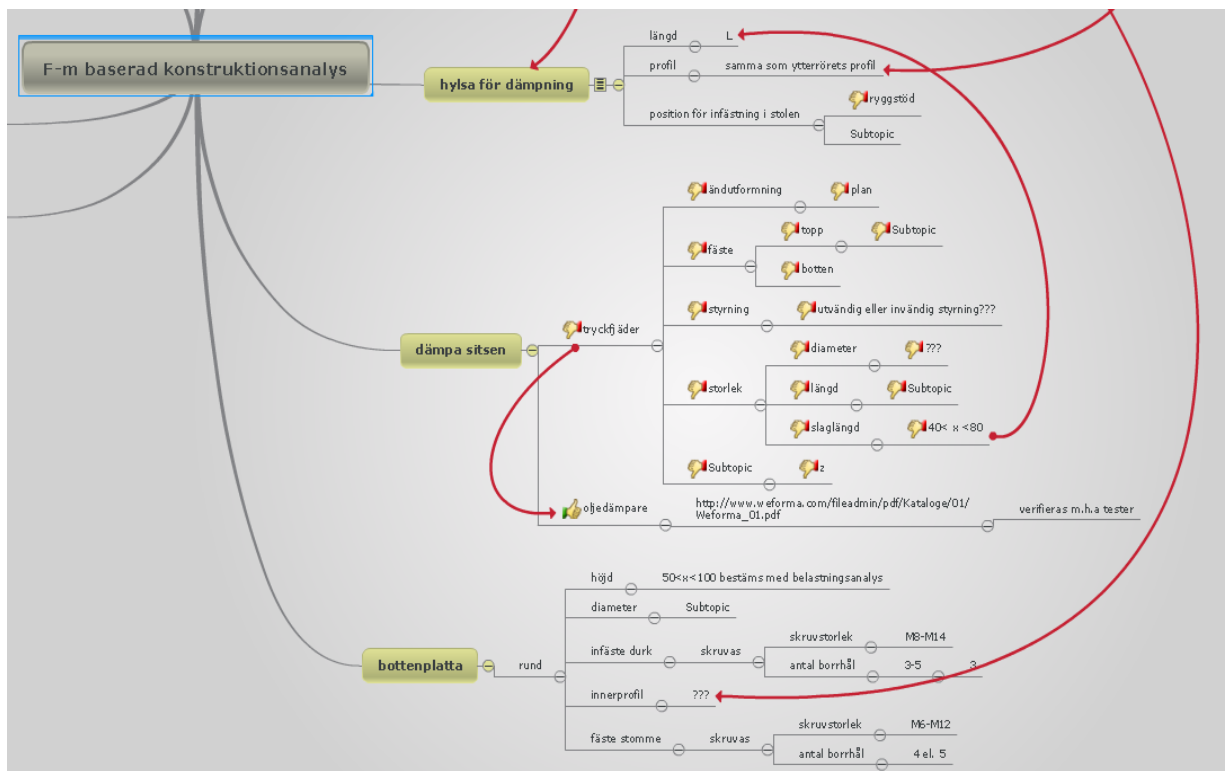 F-m baserad konstruktionsanalys
hylsa för dämpning
längd
L
profil
samma som ytterrörets profil
position för infästning i stolen
ryggstöd
Subtopic
dämpa sitsen
tryckfjäder
ändutformning
plan
fäste
topp
Subtopic
botten
styrning
utvändig eller invändig styrning???
storlek
diameter
???
längd
Subtopic
slaglängd
40< x <80
Subtopic
z
oljedämpare
http://www.weforma.com/fileadmin/pdf/Kataloge/01/
Weforma_01.pdf
verifieras m.h.a tester
bottenplatta
rund
höjd
50<x<100 bestäms med belastningsanalys
diameter
Subtopic
infäste durk
skruvas
skruvstorlek
M8-M14
antal borrhål
3-5
3
innerprofil
???
fäste stomme
skruvas
skruvstorlek
M6-M12
antal borrhål
4 el. 5